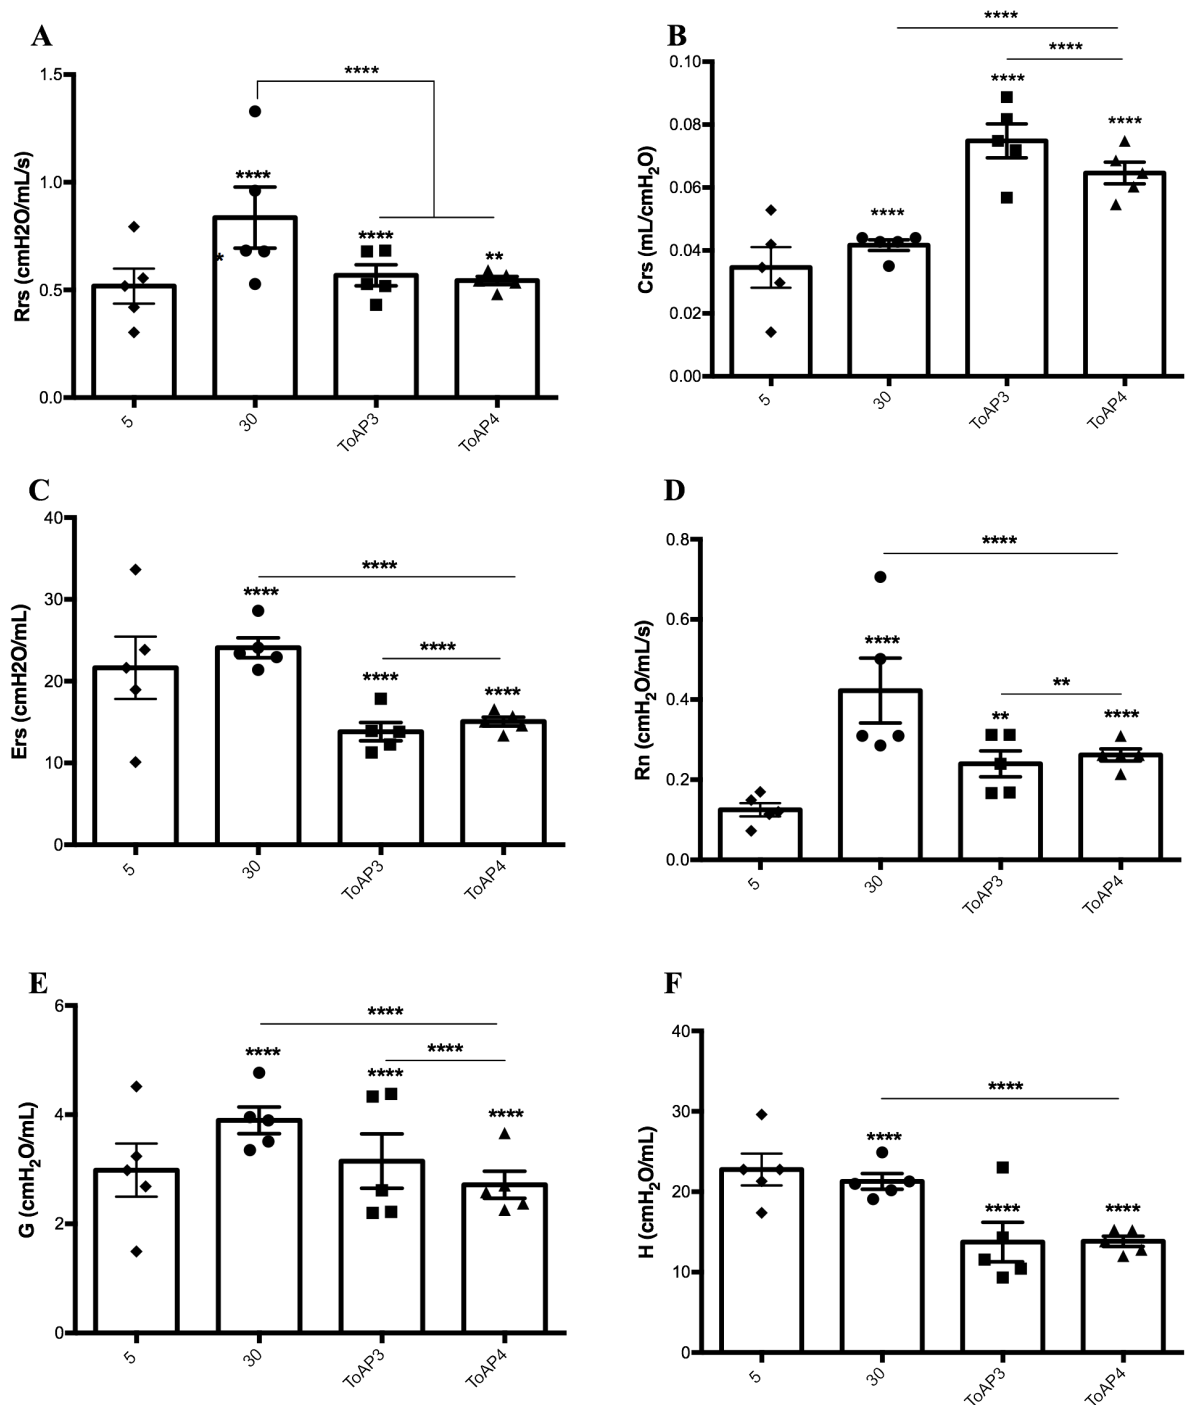 A
Rrs (cmH2O/mL/s)
1.5
1.0
0.5
0.0
****
****
*
****
**
5
30
ToAP3
ToAP4
B
Crs (mL/cmH₂O)
0.10
0.08
0.06
0.04
0.02
0.00
****
****
****
****
****
5
30
ToAP3
ToAP4
C
Ers (cmH2O/mL)
40
30
20
10
0
****
****
****
****
****
5
30
ToAP3
ToAP4
D
Rn (cmH₂O/mL/s)
0.8
0.6
0.4
0.2
0.0
****
****
**
**
****
5
30
ToAP3
ToAP4
E
G (cmH₂O/mL)
6
4
2
0
****
****
****
****
****
5
30
ToAP3
ToAP4
F
H (cmH₂O/mL)
40
30
20
10
0
****
****
****
****
5
30
ToAP3
ToAP4